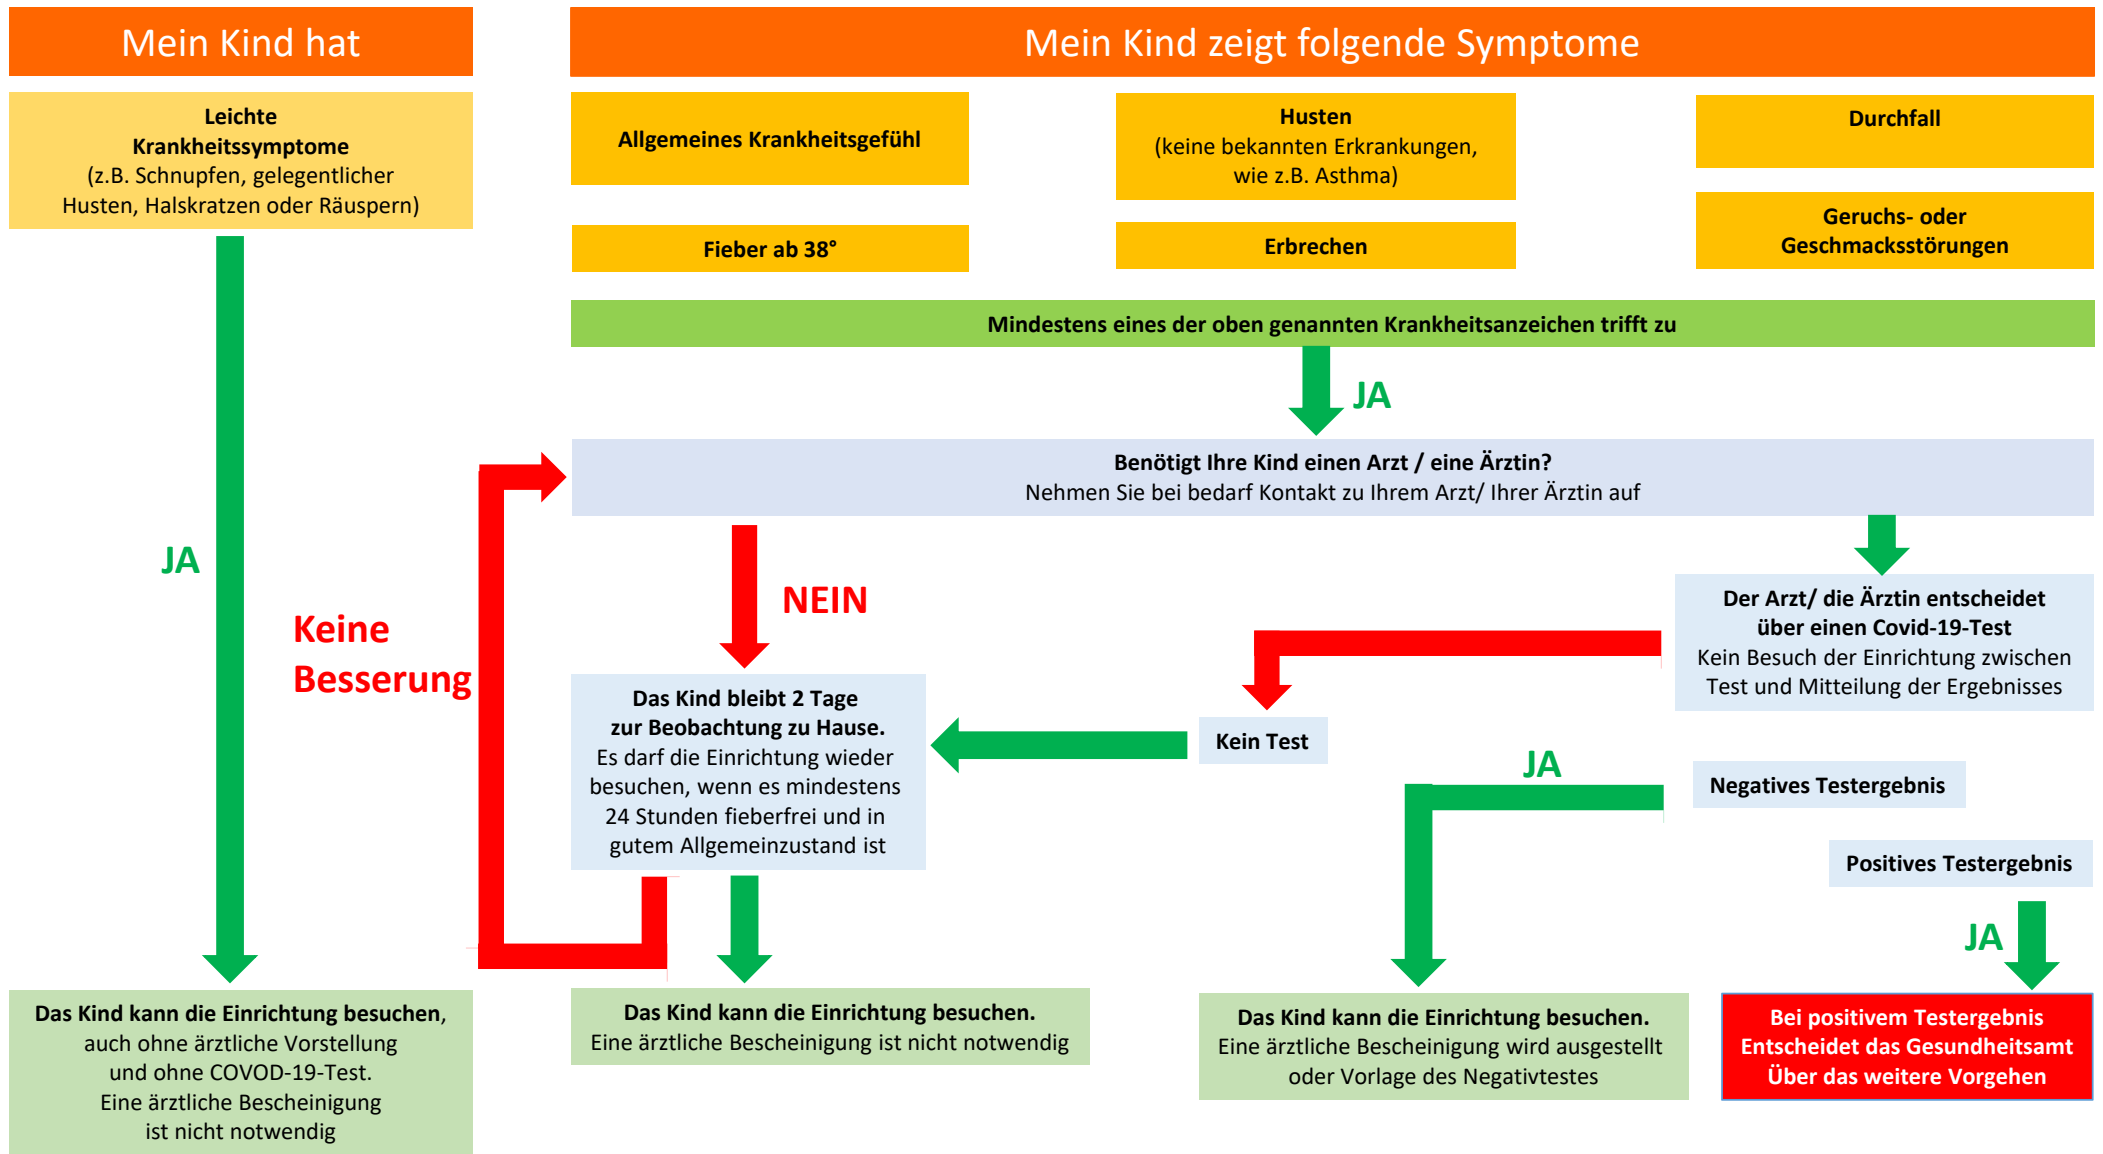 Mein Kind hat
Mein Kind zeigt folgende Symptome
Leichte
Krankheitssymptome
(z.B. Schnupfen, gelegentlicher
Husten, Halskratzen oder Räuspern)
Allgemeines Krankheitsgefühl
Husten
(keine bekannten Erkrankungen,
wie z.B. Asthma)
Durchfall
Fieber ab 38°
Erbrechen
Geruchs- oder
Geschmacksstörungen
Mindestens eines der oben genannten Krankheitsanzeichen trifft zu
JA
Benötigt Ihre Kind einen Arzt / eine Ärztin?
Nehmen Sie bei bedarf Kontakt zu Ihrem Arzt/ Ihrer Ärztin auf
JA
NEIN
Keine
Besserung
Der Arzt/ die Ärztin entscheidet
über einen Covid-19-Test
Kein Besuch der Einrichtung zwischen
Test und Mitteilung der Ergebnisses
Das Kind bleibt 2 Tage
zur Beobachtung zu Hause.
Es darf die Einrichtung wieder
besuchen, wenn es mindestens
24 Stunden fieberfrei und in
gutem Allgemeinzustand ist
Kein Test
JA
Negatives Testergebnis
Positives Testergebnis
JA
Das Kind kann die Einrichtung besuchen,
auch ohne ärztliche Vorstellung
und ohne COVOD-19-Test.
Eine ärztliche Bescheinigung
ist nicht notwendig
Das Kind kann die Einrichtung besuchen.
Eine ärztliche Bescheinigung ist nicht notwendig
Das Kind kann die Einrichtung besuchen.
Eine ärztliche Bescheinigung wird ausgestellt
oder Vorlage des Negativtestes
Bei positivem Testergebnis
Entscheidet das Gesundheitsamt
Über das weitere Vorgehen